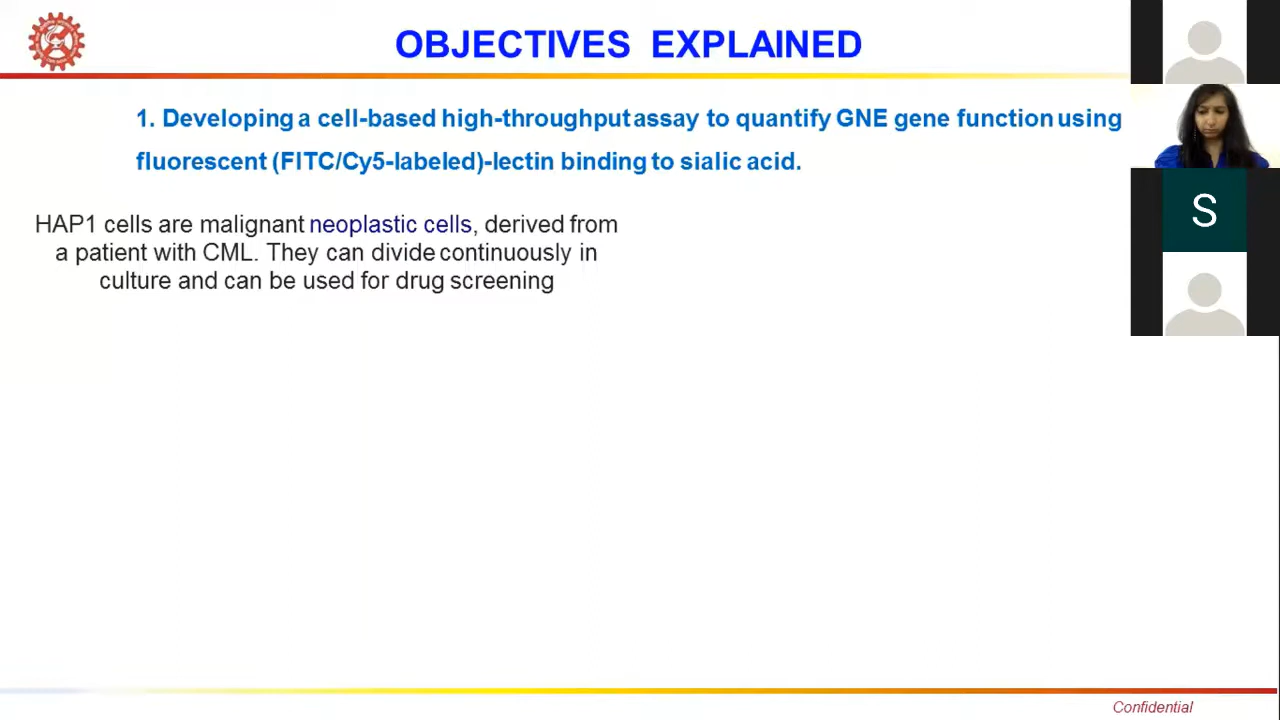 OBJECTIVES EXPLAINED
1. Developing a cell-based high-throughput assay to quantify GNE gene function using
fluorescent (FITC/Cy5-labeled)-lectin binding to sialic acid.
HAP1 cells are malignant neoplastic cells, derived from
a patient with CML. They can divide continuously in
culture and can be used for drug screening
S
Confidential